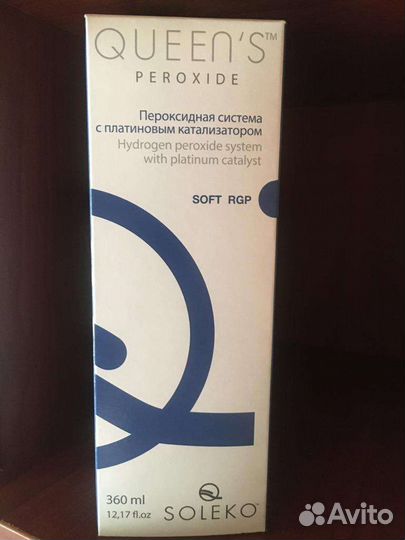 QUEEN'S™
PEROXIDE
Пероксидная система
с платиновым катализатором
Hydrogen peroxide system
with platinum catalyst
SOFT RGP
360 ml
12,17 fl.oz
SOLEKO™
Avito